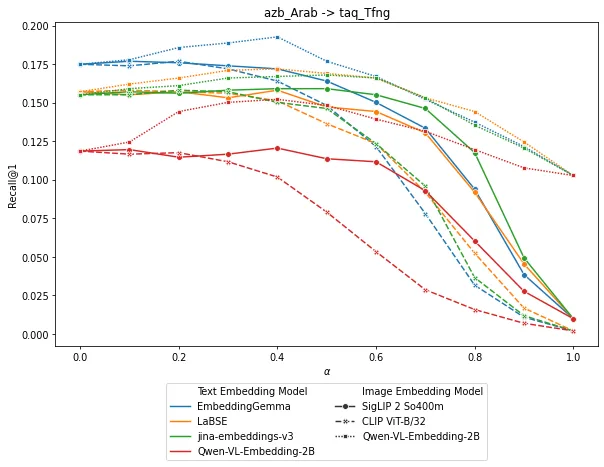 azb_Arab -> taq_Tfng
0.200
0.175
0.150
0.125
0.100
0.075
0.050
0.025
0.000
Recall@1
0.0 0.2 0.4 0.6 0.8 1.0
α
Text Embedding Model
EmbeddingGemma
LaBSE
jina-embeddings-v3
Qwen-VL-Embedding-2B
Image Embedding Model
SigLIP 2 So400m
CLIP ViT-B/32
Qwen-VL-Embedding-2B